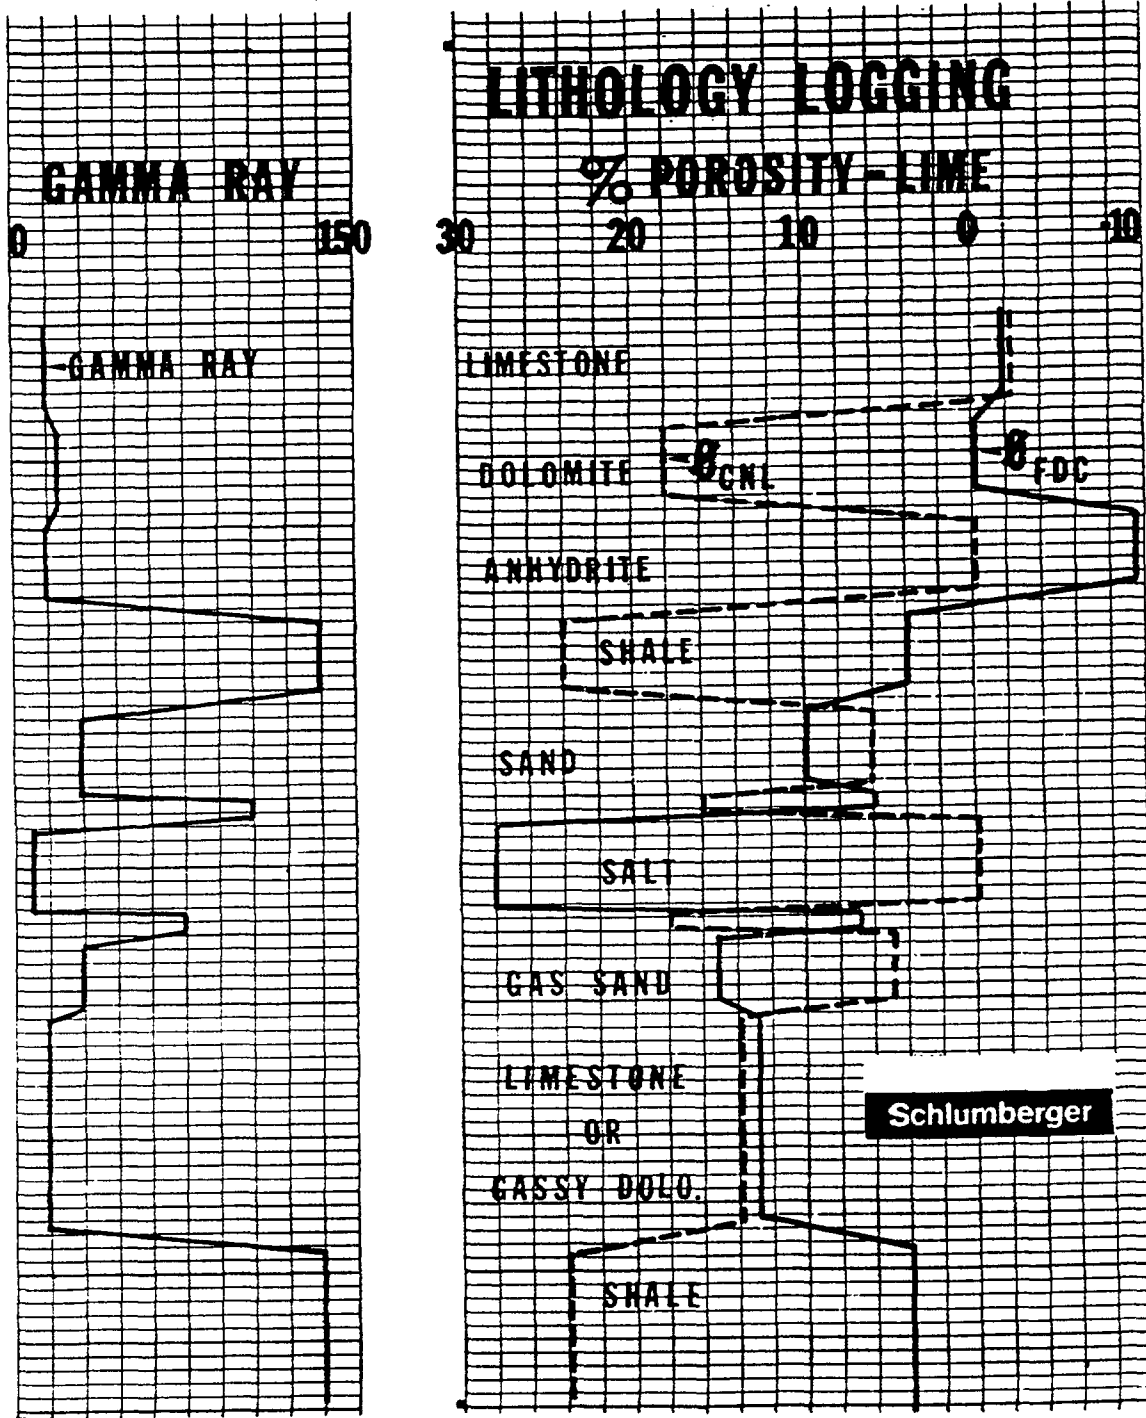 LITHOLOGY LOGGING
GAMMA RAY
% POROSITY-LIME
0 150 30 20 10 0 -10
GAMMA RAY
LIMESTONE
DOLOMITE
ØCNL
ØFDC
ANHYDRITE
SHALE
SAND
SALT
GAS SAND
LIMESTONE
OR
GASSY DOLO.
Schlumberger
SHALE